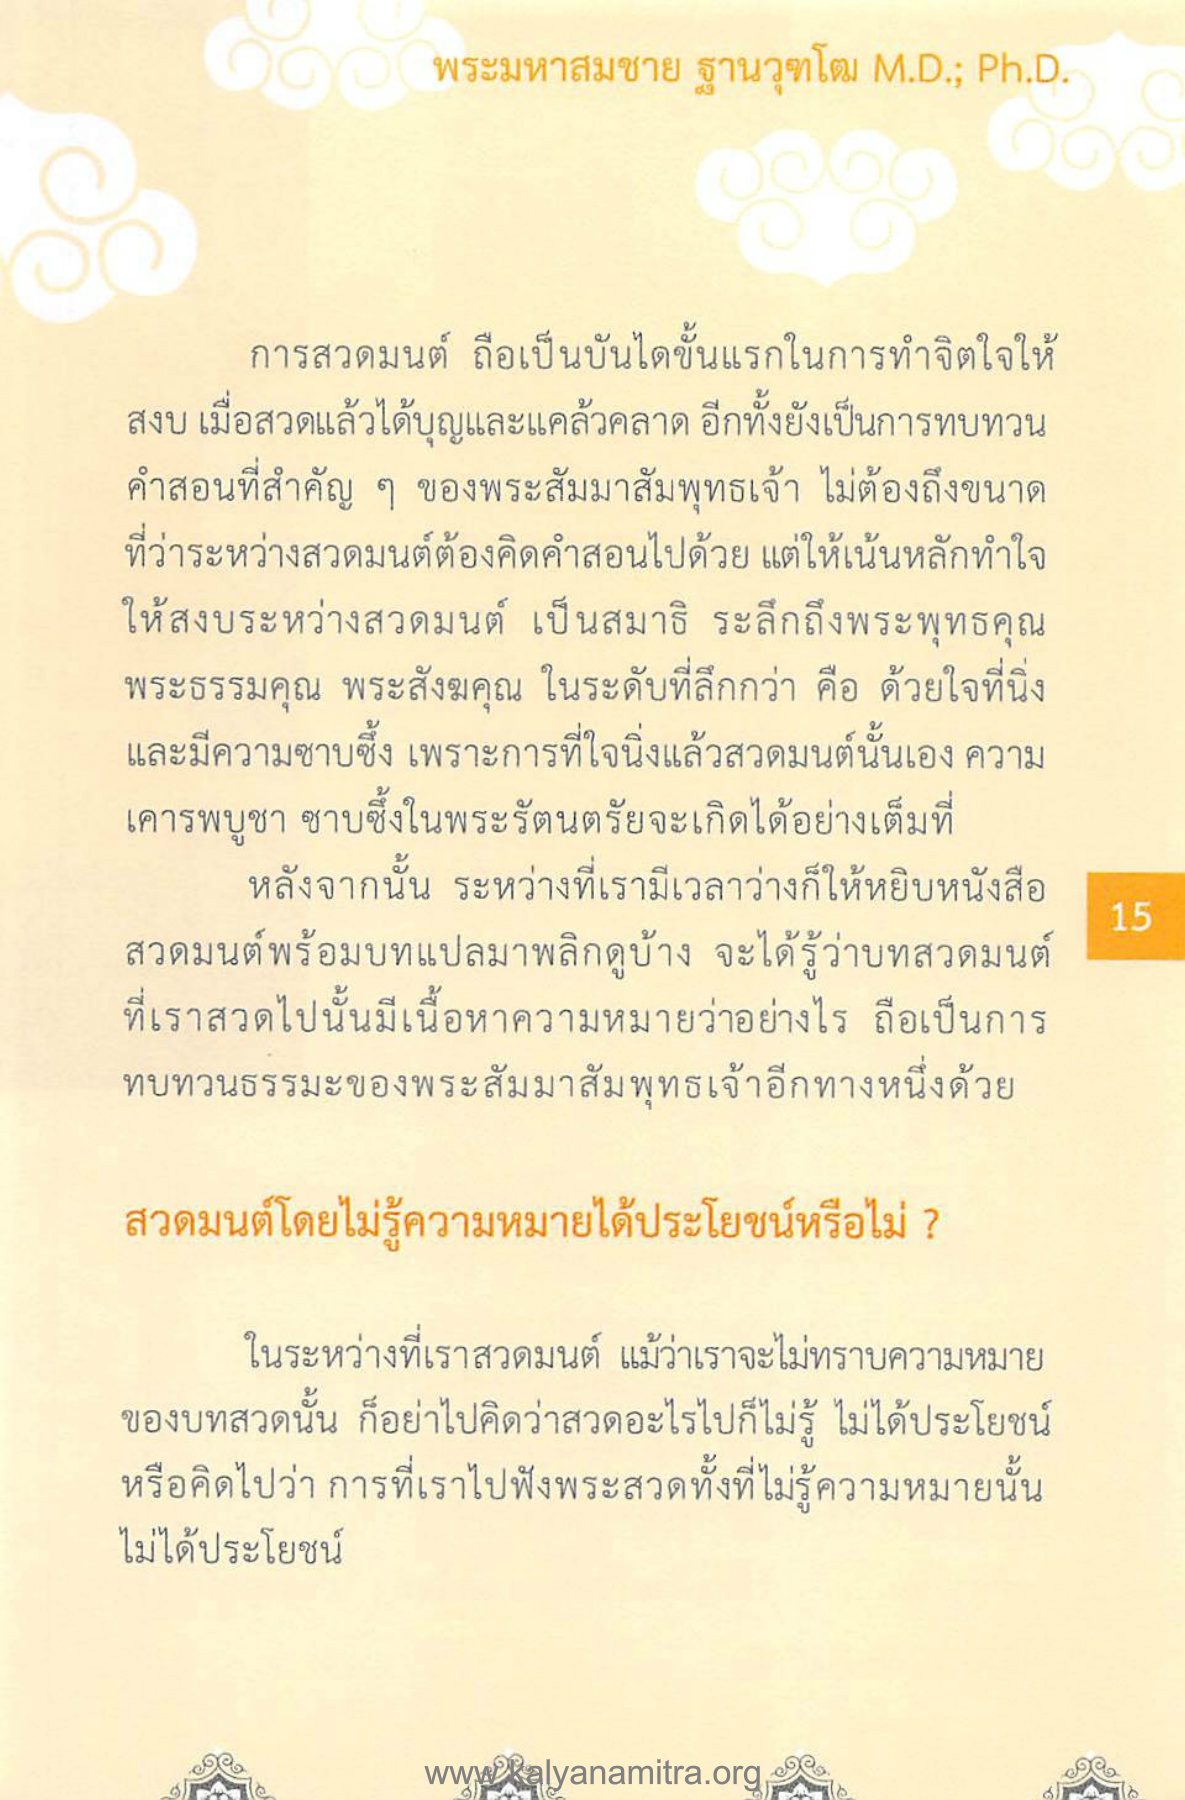 พระมหาสมชาย ฐานวุฑโฒ M.D.; Ph.D.
การสวดมนต์ ถือเป็นบันไดขั้นแรกในการทำจิตใจให้
สงบ เมื่อสวดแล้วได้บุญและแคล้วคลาด อีกทั้งยังเป็นการทบทวน
คำสอนที่สำคัญ ๆ ของพระสัมมาสัมพุทธเจ้า ไม่ต้องถึงขนาด
ที่ว่าระหว่างสวดมนต์ต้องคิดคำสอนไปด้วย แต่ให้เน้นหลักทำใจ
ให้สงบระหว่างสวดมนต์ เป็นสมาธิ ระลึกถึงพระพุทธคุณ
พระธรรมคุณ พระสังฆคุณ ในระดับที่ลึกกว่า คือ ด้วยใจที่นิ่ง
และมีความซาบซึ้ง เพราะการที่ใจนิ่งแล้วสวดมนต์นั้นเอง ความ
เคารพบูชา ซาบซึ้งในพระรัตนตรัยจะเกิดได้อย่างเต็มที่
หลังจากนั้น ระหว่างที่เรามีเวลาว่างก็ให้หยิบหนังสือ
สวดมนต์พร้อมบทแปลมาพลิกดูบ้าง จะได้รู้ว่าบทสวดมนต์
ที่เราสวดไปนั้นมีเนื้อหาความหมายว่าอย่างไร ถือเป็นการ
ทบทวนธรรมะของพระสัมมาสัมพุทธเจ้าอีกทางหนึ่งด้วย
15
สวดมนต์โดยไม่รู้ความหมายได้ประโยชน์หรือไม่ ?
ในระหว่างที่เราสวดมนต์ แม้ว่าเราจะไม่ทราบความหมาย
ของบทสวดนั้น ก็อย่าไปคิดว่าสวดอะไรไปก็ไม่รู้ ไม่ได้ประโยชน์
หรือคิดไปว่า การที่เราไปฟังพระสวดทั้งที่ไม่รู้ความหมายนั้น
ไม่ได้ประโยชน์
www.kalyanamitra.org